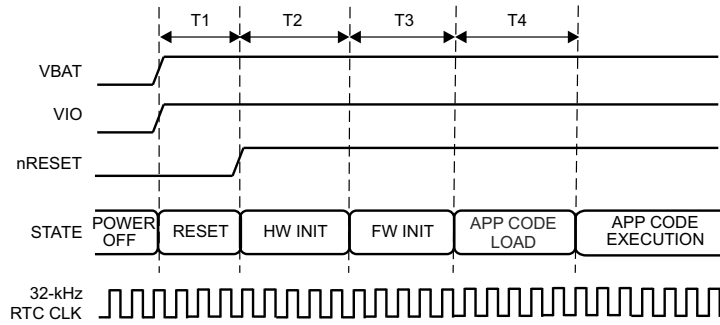 T1 T2 T3 T4
VBAT
VIO
nRESET
STATE
POWER
OFF
RESET
HW INIT
FW INIT
APP CODE
LOAD
APP CODE
EXECUTION
32-kHz
RTC CLK